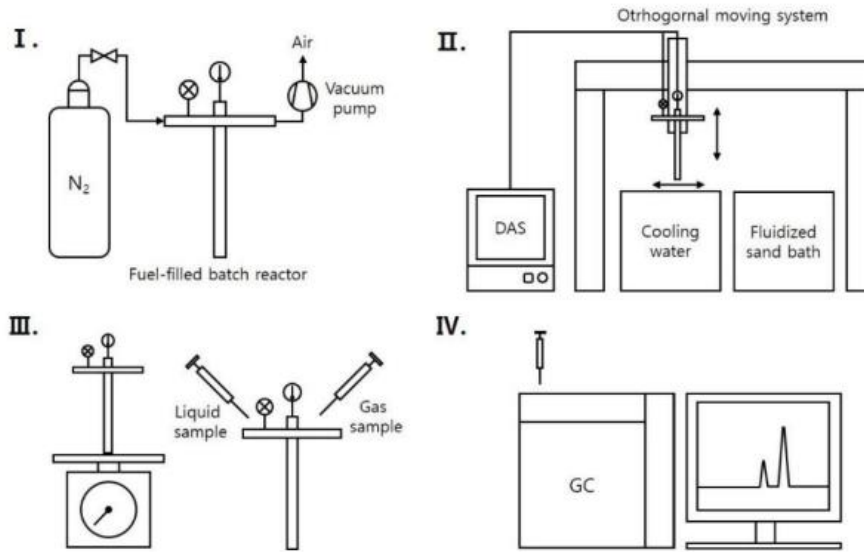 I.
Air
Vacuum
pump
N2
Fuel-filled batch reactor
II.
Otrhogornal moving system
DAS
Cooling
water
Fluidized
sand bath
III.
Liquid
sample
Gas
sample
IV.
GC